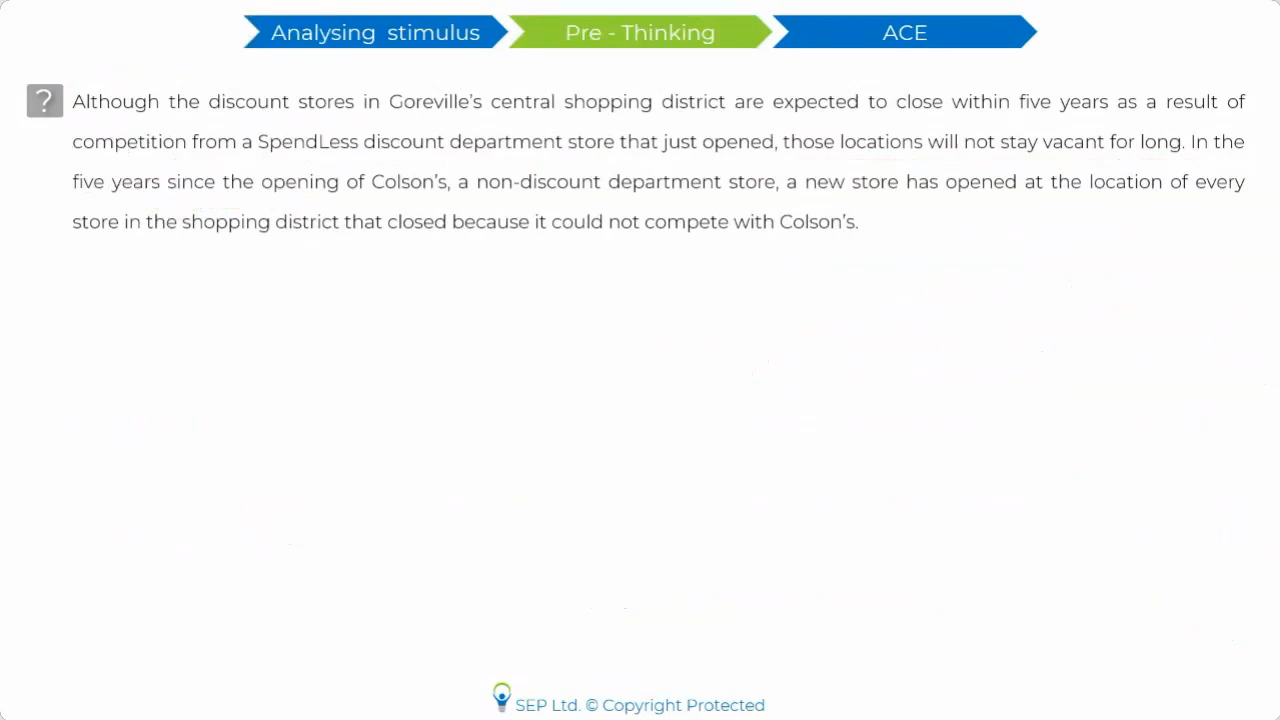 Analysing stimulus
Pre - Thinking
ACE
?
Although the discount stores in Goreville's central shopping district are expected to close within five years as a result of
competition from a SpendLess discount department store that just opened, those locations will not stay vacant for long. In the
five years since the opening of Colson's, a non-discount department store, a new store has opened at the location of every
store in the shopping district that closed because it could not compete with Colson's.
SEP Ltd. © Copyright Protected